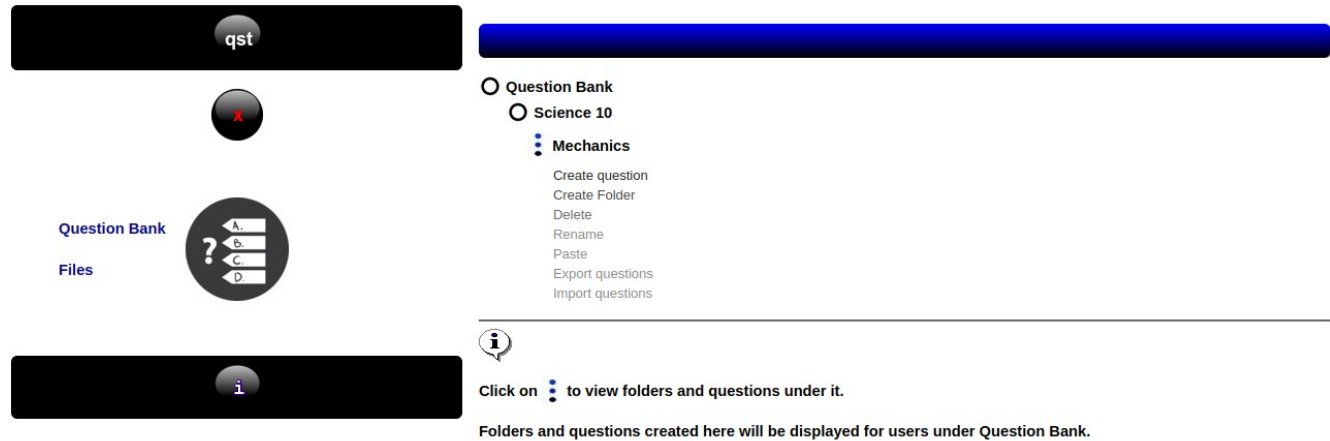 qst
x
Question Bank
Files
?
A.
B.
C.
D.
i
Question Bank
Science 10
Mechanics
Create question
Create Folder
Delete
Rename
Paste
Export questions
Import questions
i
Click on to view folders and questions under it.
Folders and questions created here will be displayed for users under Question Bank.